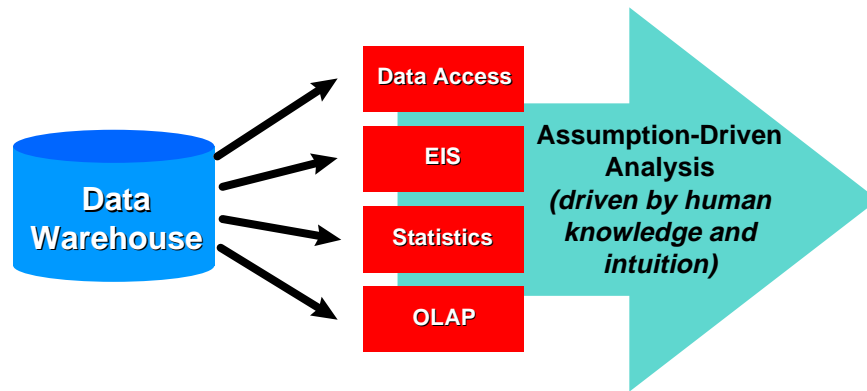 Data
Warehouse
Data Access
EIS
Statistics
OLAP
Assumption-Driven
Analysis
(driven by human
knowledge and
intuition)